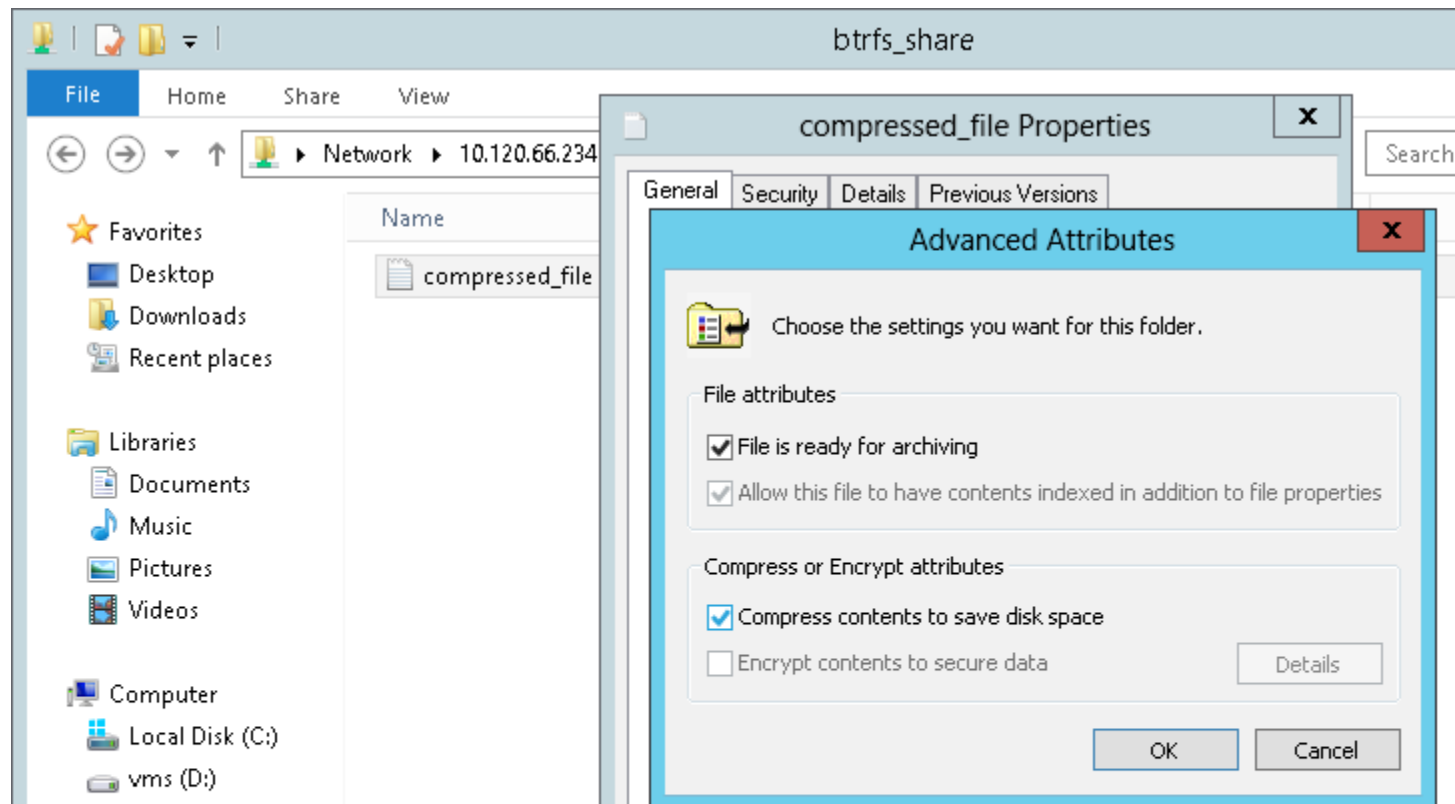 btrfs_share
File Home Share View
Network 10.120.66.234
Search
compressed_file Properties
x
General Security Details Previous Versions
Advanced Attributes
x
Favorites
Desktop
Downloads
Recent places
Libraries
Documents
Music
Pictures
Videos
Computer
Local Disk (C:)
vms (D:)
Name
compressed_file
Choose the settings you want for this folder.
File attributes
File is ready for archiving
Allow this file to have contents indexed in addition to file properties
Compress or Encrypt attributes
Compress contents to save disk space
Encrypt contents to secure data
Details
OK Cancel